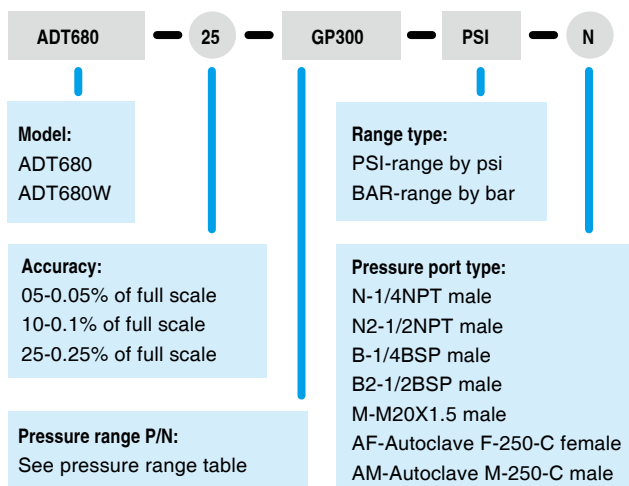 ADT680 25 GP300 PSI N
Model:
ADT680
ADT680W
Accuracy:
05-0.05% of full scale
10-0.1% of full scale
25-0.25% of full scale
Pressure range P/N:
See pressure range table
Range type:
PSI-range by psi
BAR-range by bar
Pressure port type:
N-1/4NPT male
N2-1/2NPT male
B-1/4BSP male
B2-1/2BSP male
M-M20X1.5 male
AF-Autoclave F-250-C female
AM-Autoclave M-250-C male